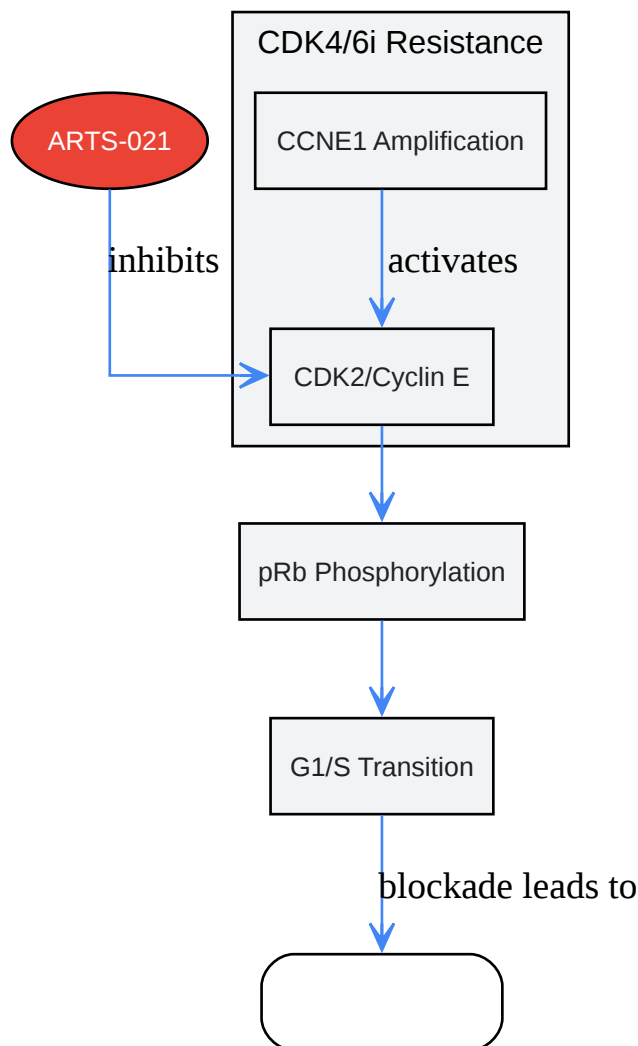 CDK4/6i Resistance
ARTS-021
CCNE1 Amplification
inhibits
activates
CDK2/Cyclin E
pRb Phosphorylation
G1/S Transition
blockade leads to